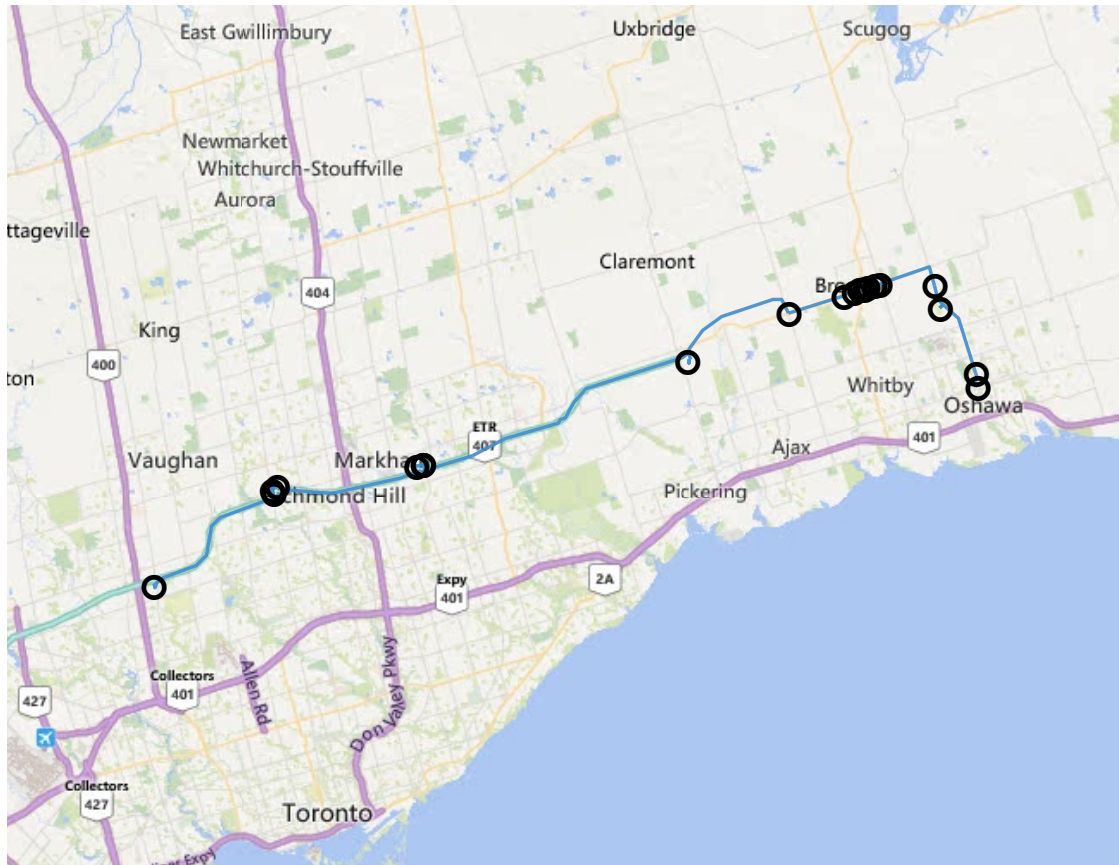 East Gwillimbury
Uxbridge
Scugog
Newmarket
Whitchurch-Stouffville
Aurora
ttageville
Claremont
404
Bro
King
400
ton
Whitby
Oshawa
ETR
407
401
Vaughan
Markha
Ajax
chmond Hill
Pickering
Expy
401
2A
Collectors
401
Allen Rd
427
Don Valley Pkwy
Collectors
427
Toronto
Expy